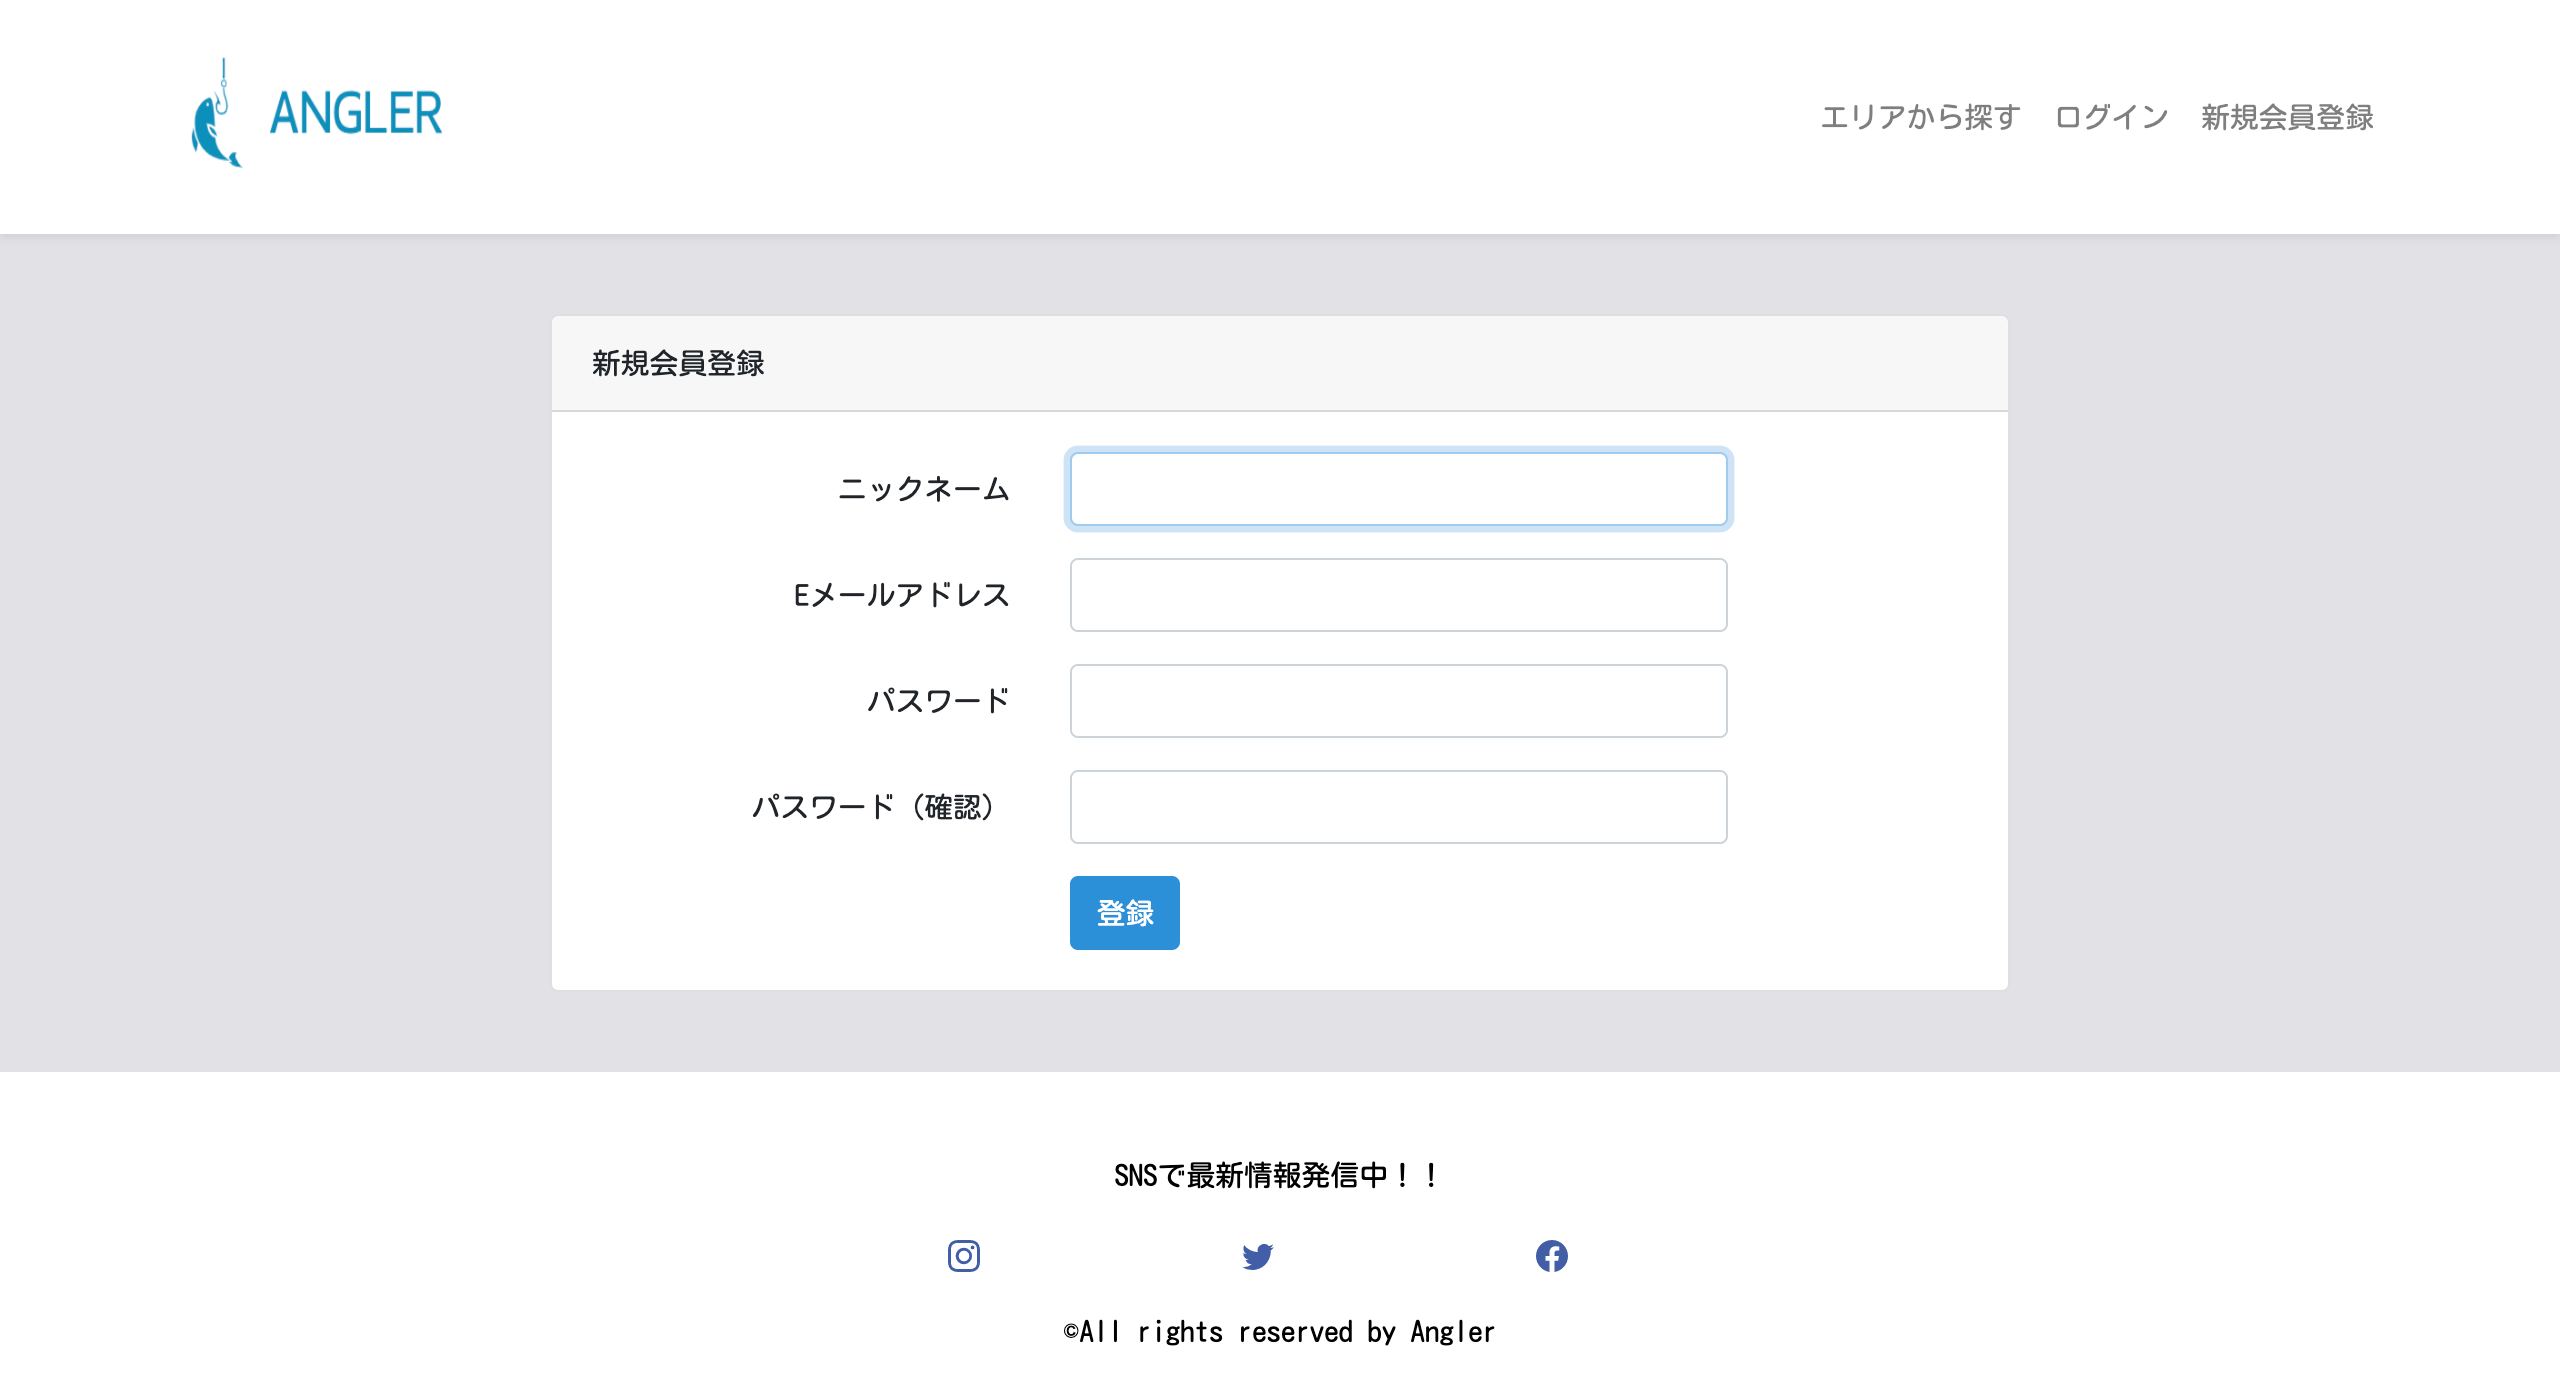 ANGLER
エリアから探す ログイン 新規会員登録
新規会員登録
ニックネーム
Eメールアドレス
パスワード
パスワード（確認）
登録
SNSで最新情報発信中！！
©All rights reserved by Angler